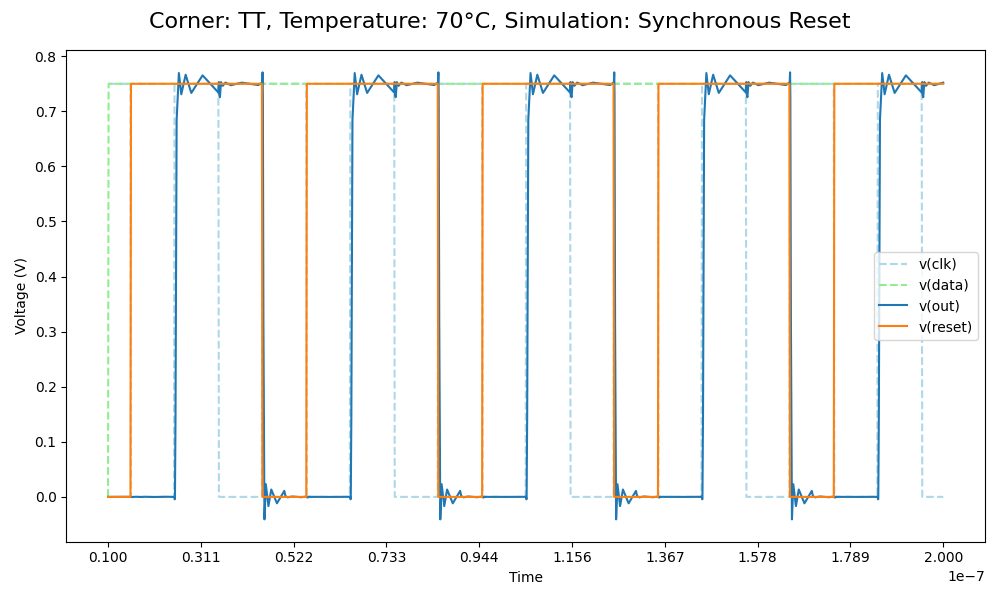 Corner: TT, Temperature: 70°C, Simulation: Synchronous Reset
0.8
0.7
0.6
0.5
0.4
0.3
0.2
0.1
0.0
Voltage (V)
v(clk)
v(data)
v(out)
v(reset)
0.100 0.311 0.522 0.733 0.944 1.156 1.367 1.578 1.789 2.000
1e−7
Time